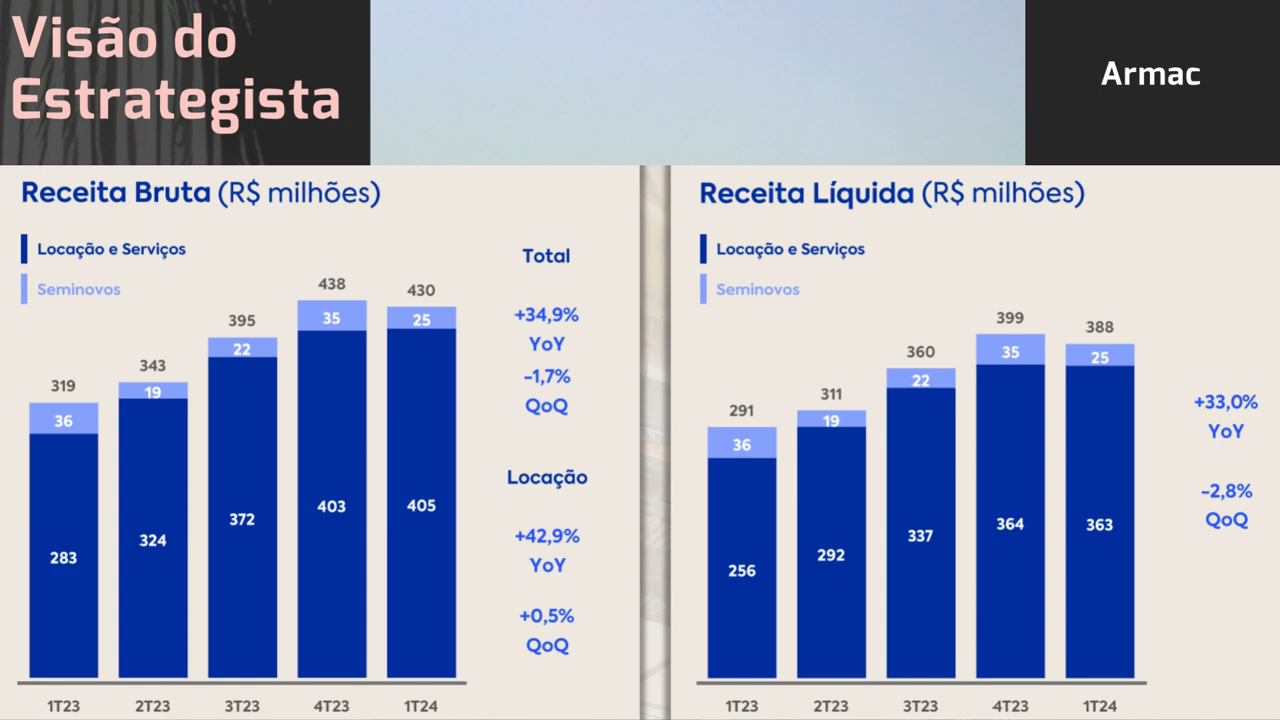 Visão do
Estrategista
Armac
Receita Bruta (R$ milhões)
Locação e Serviços
Seminovos
319
36
283
1T23
343
19
324
2T23
395
22
372
3T23
438
35
403
4T23
430
25
405
1T24
Total
+34,9%
YoY
-1,7%
QoQ
Locação
+42,9%
YoY
+0,5%
QoQ
Receita Líquida (R$ milhões)
Locação e Serviços
Seminovos
291
36
256
1T23
311
19
292
2T23
360
22
337
3T23
399
35
364
4T23
388
25
363
1T24
+33,0%
YoY
-2,8%
QoQ